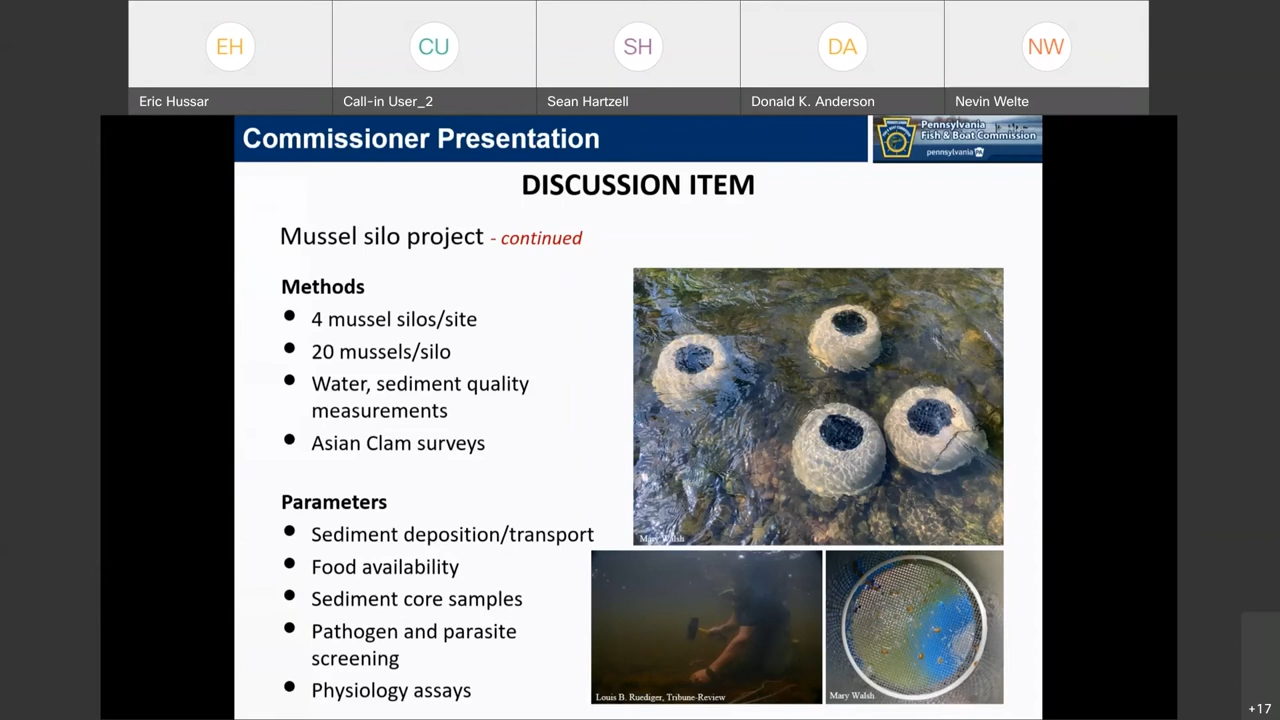 EH
CU
SH
DA
NW
Eric Hussar
Call-in User_2
Sean Hartzell
Donald K. Anderson
Nevin Welte
Commissioner Presentation
Pennsylvania
Fish & Boat Commission
pennsylvania PA
DISCUSSION ITEM
Mussel silo project - continued
Methods
● 4 mussel silos/site
● 20 mussels/silo
● Water, sediment quality
measurements
● Asian Clam surveys
Parameters
● Sediment deposition/transport
● Food availability
● Sediment core samples
● Pathogen and parasite
screening
● Physiology assays
Mary Walsh
Louis B. Ruediger, Tribune-Review
Mary Walsh
+17